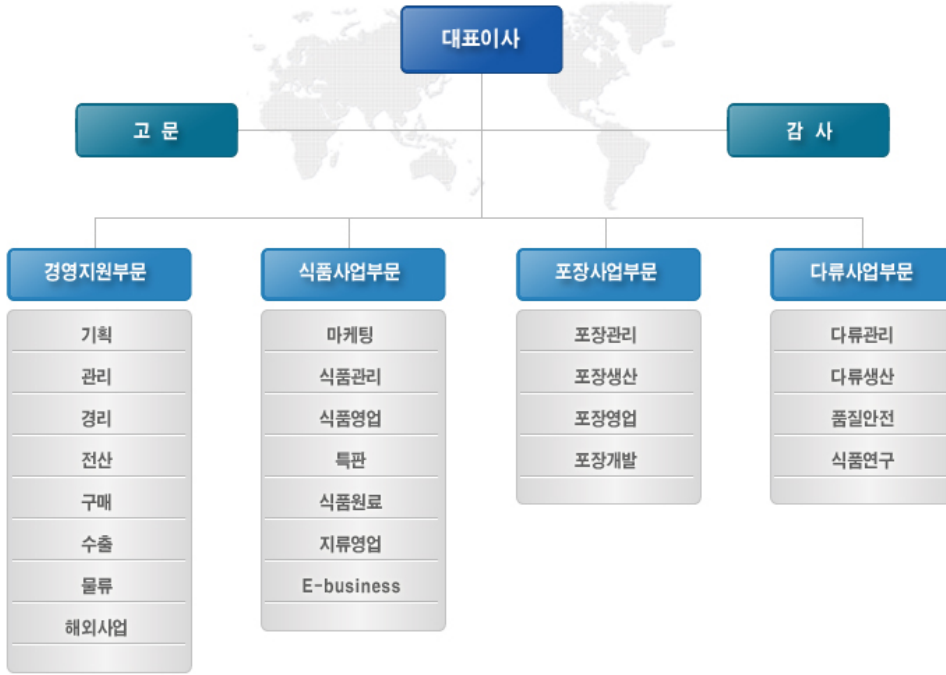 대표이사
고 문
감 사
경영지원부문
기획
관리
경리
전산
구매
수출
물류
해외사업
식품사업부문
마케팅
식품관리
식품영업
특판
식품원료
지류영업
E-business
포장사업부문
포장관리
포장생산
포장영업
포장개발
다류사업부문
다류관리
다류생산
품질안전
식품연구